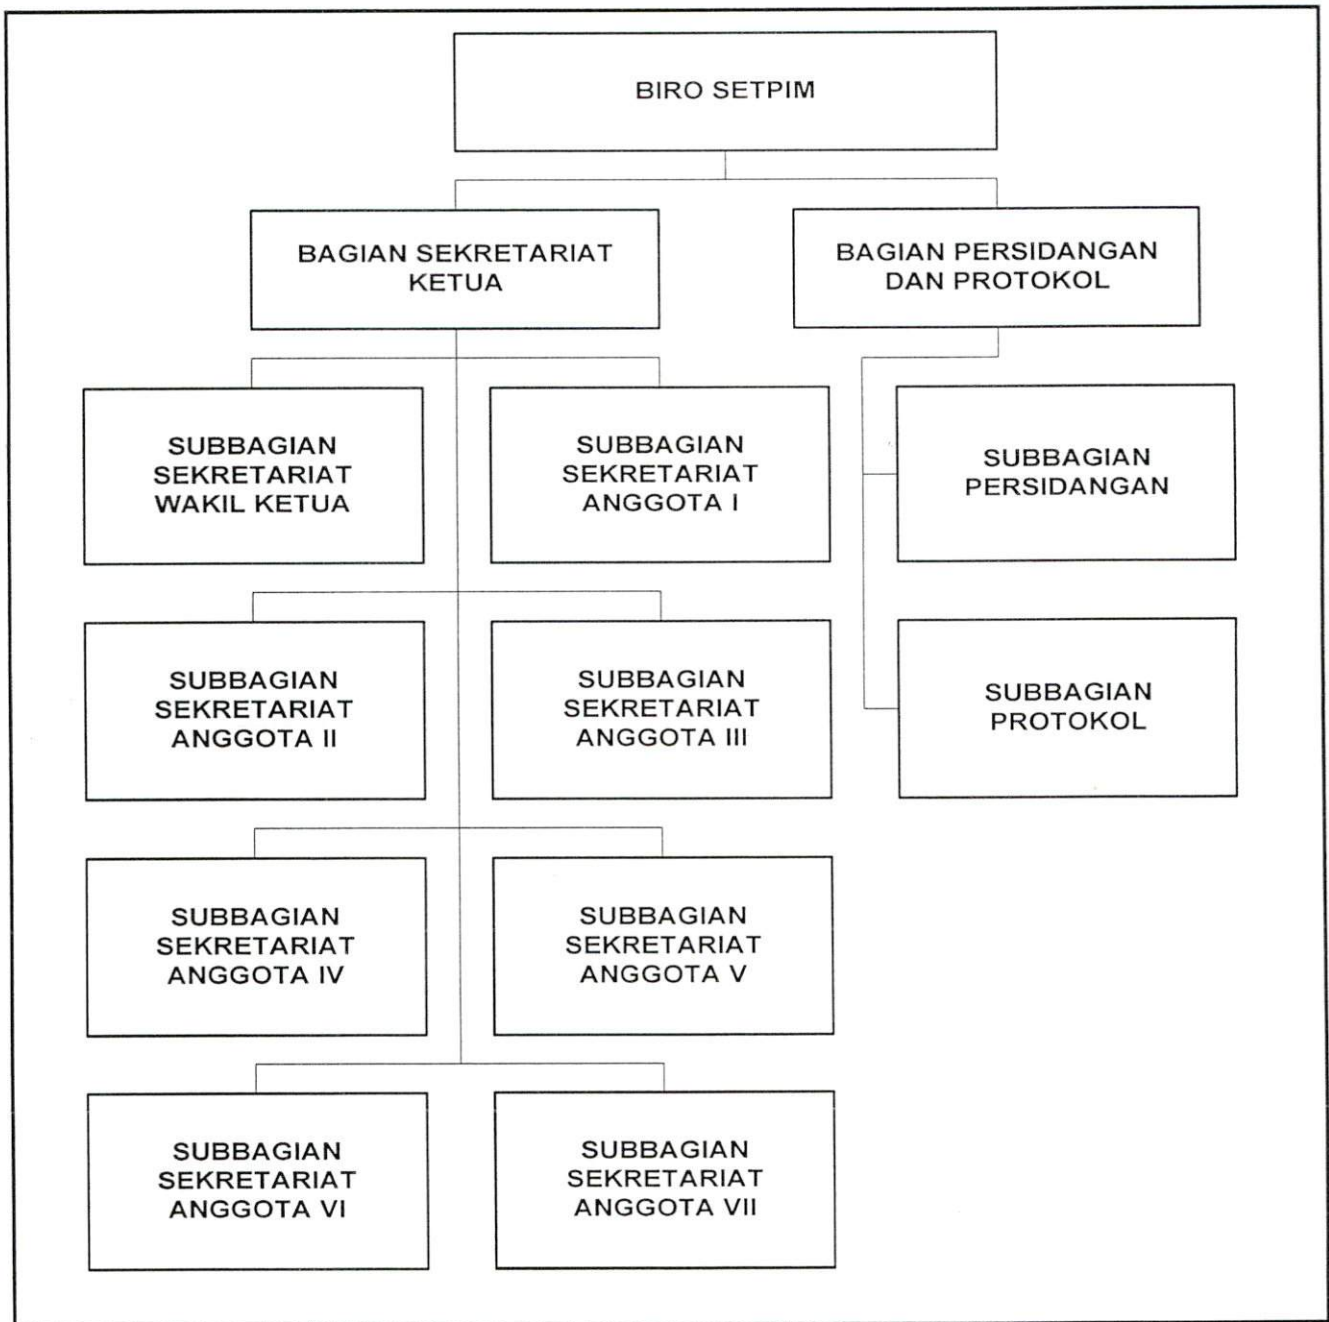 BIRO SETPIM
BAGIAN SEKRETARIAT
KETUA
BAGIAN PERSIDANGAN
DAN PROTOKOL
SUBBAGIAN
SEKRETARIAT
WAKIL KETUA
SUBBAGIAN
SEKRETARIAT
ANGGOTA I
SUBBAGIAN
PERSIDANGAN
SUBBAGIAN
SEKRETARIAT
ANGGOTA II
SUBBAGIAN
SEKRETARIAT
ANGGOTA III
SUBBAGIAN
PROTOKOL
SUBBAGIAN
SEKRETARIAT
ANGGOTA IV
SUBBAGIAN
SEKRETARIAT
ANGGOTA V
SUBBAGIAN
SEKRETARIAT
ANGGOTA VI
SUBBAGIAN
SEKRETARIAT
ANGGOTA VII